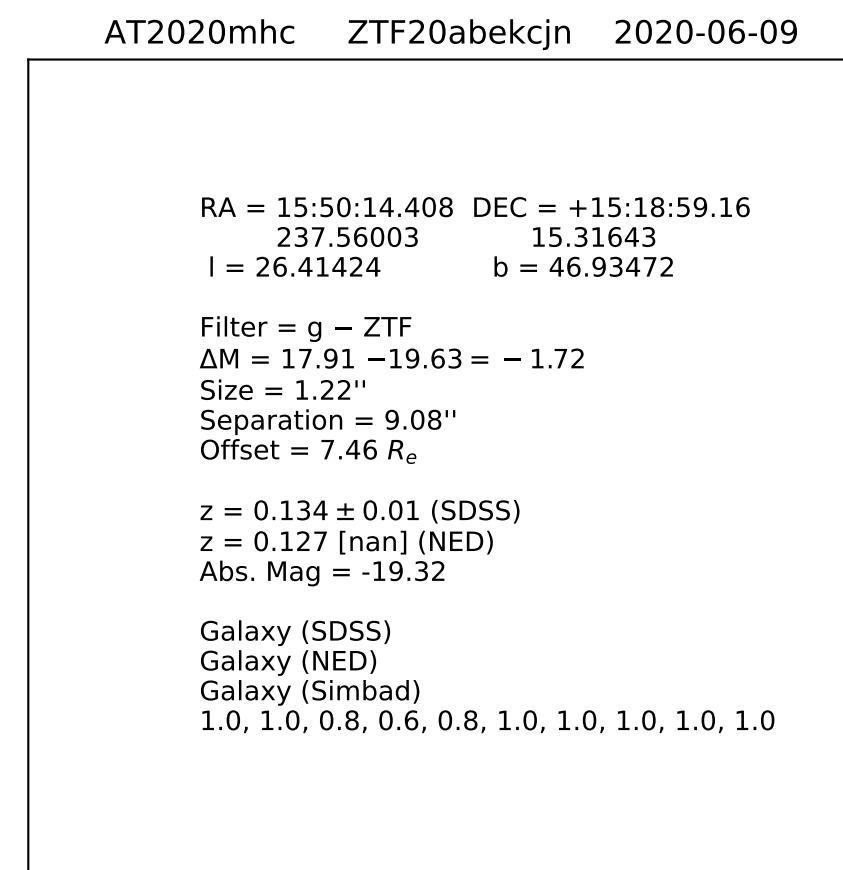 AT2020mhc ZTF20abekcjn 2020-06-09
RA = 15:50:14.408 DEC = +15:18:59.16
237.56003 15.31643
l = 26.41424 b = 46.93472
Filter = g − ZTF
ΔM = 17.91 −19.63 = − 1.72
Size = 1.22''
Separation = 9.08''
Offset = 7.46 Rₑ
z = 0.134 ± 0.01 (SDSS)
z = 0.127 [nan] (NED)
Abs. Mag = -19.32
Galaxy (SDSS)
Galaxy (NED)
Galaxy (Simbad)
1.0, 1.0, 0.8, 0.6, 0.8, 1.0, 1.0, 1.0, 1.0, 1.0